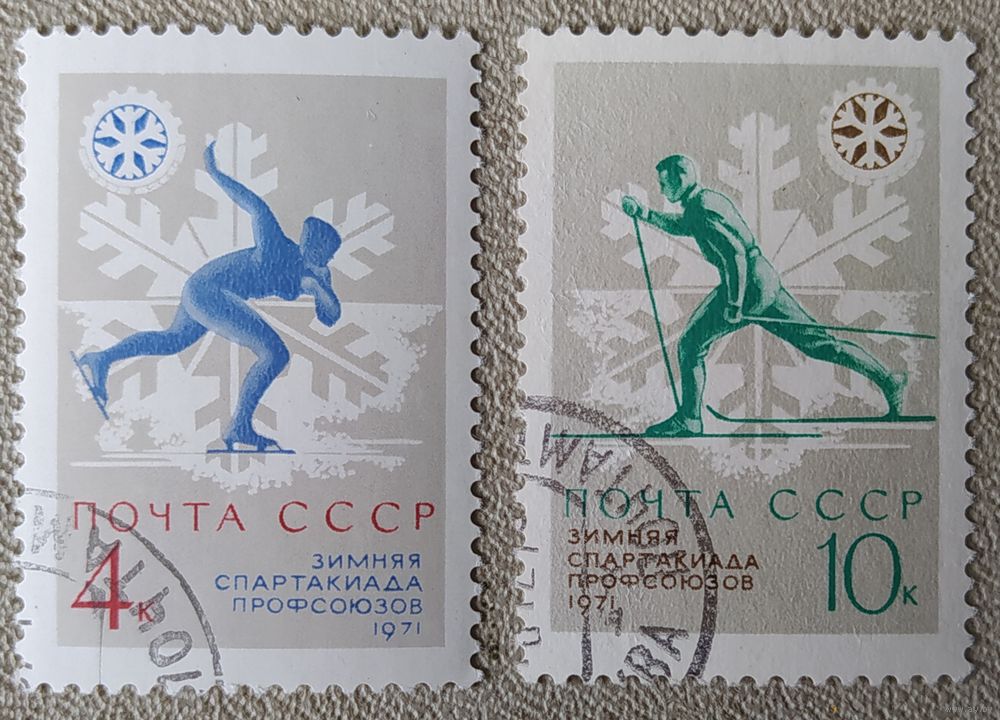 ПОЧТА СССР
4к
ЗИМНЯЯ
СПАРТАКИАДА
ПРОФСОЮЗОВ
1971
ПОЧТА СССР
ЗИМНЯЯ
СПАРТАКИАДА
ПРОФСОЮЗОВ
1971
10к